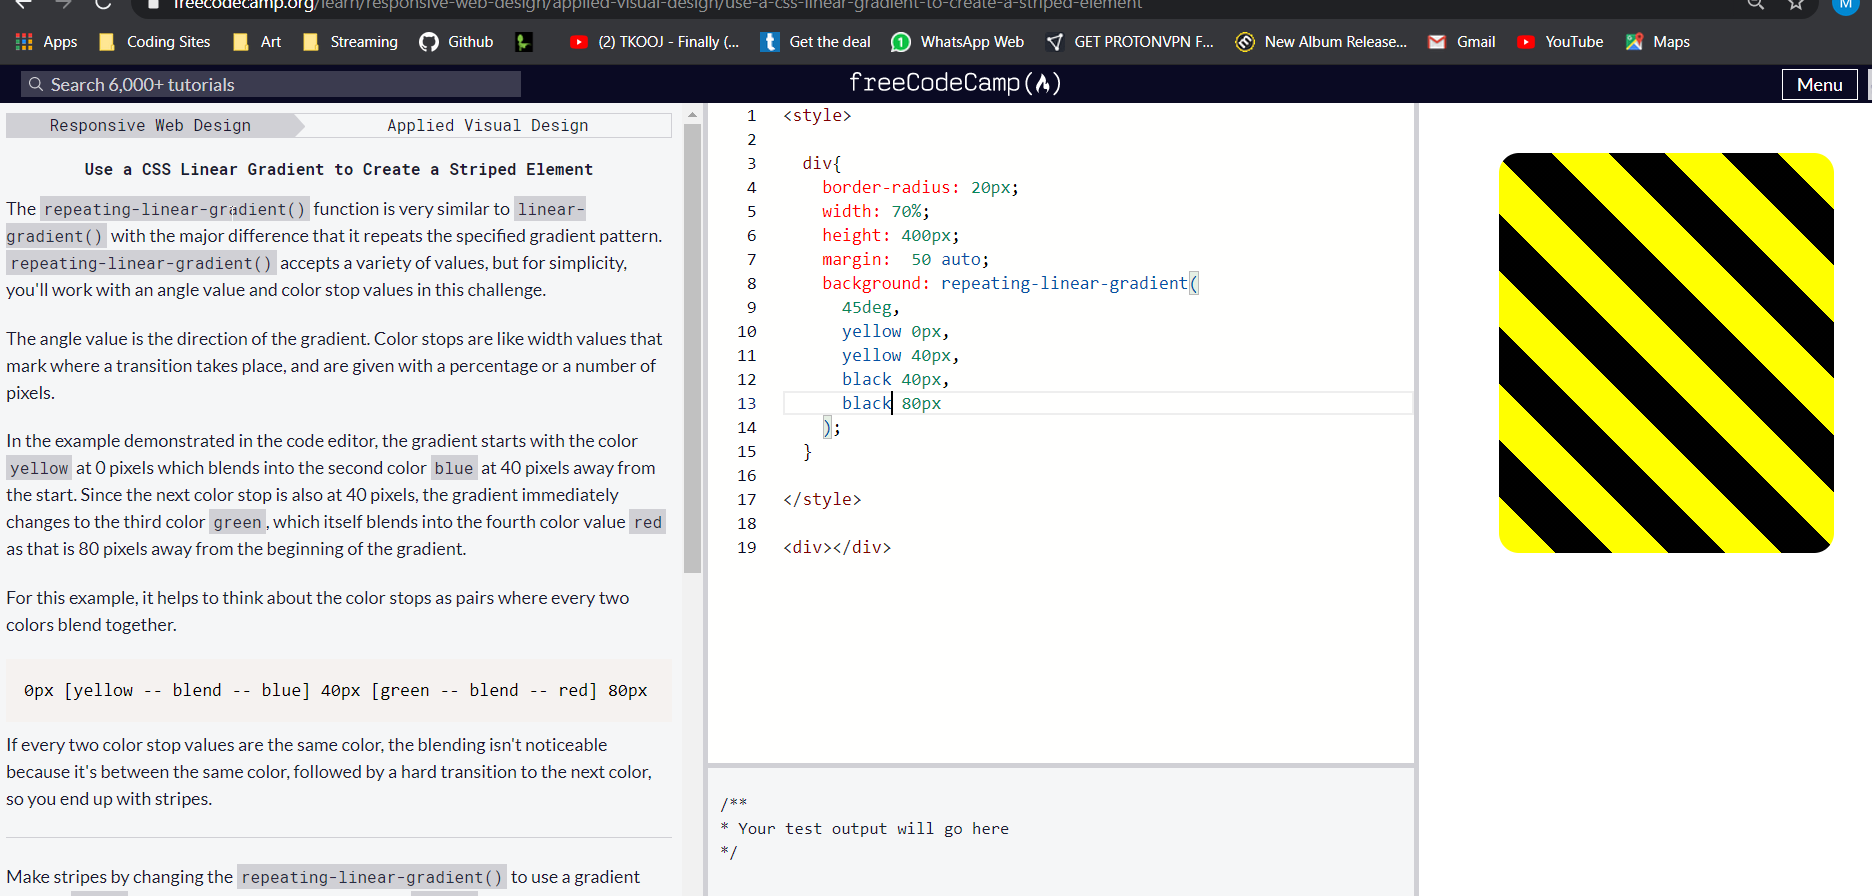 freecodecamp.org/learn/responsive-web-design/applied-visual-design/use-a-css-linear-gradient-to-create-a-striped-element
M
Apps Coding Sites Art Streaming Github (2) TKOOJ - Finally (... Get the deal 1 WhatsApp Web GET PROTONVPN F... New Album Release... Gmail YouTube Maps
Search 6,000+ tutorials
freeCodeCamp
Menu
Responsive Web Design
Applied Visual Design
Use a CSS Linear Gradient to Create a Striped Element
The repeating-linear-gradient() function is very similar to linear-
gradient() with the major difference that it repeats the specified gradient pattern.
repeating-linear-gradient() accepts a variety of values, but for simplicity,
you'll work with an angle value and color stop values in this challenge.
The angle value is the direction of the gradient. Color stops are like width values that
mark where a transition takes place, and are given with a percentage or a number of
pixels.
In the example demonstrated in the code editor, the gradient starts with the color
yellow at 0 pixels which blends into the second color blue at 40 pixels away from
the start. Since the next color stop is also at 40 pixels, the gradient immediately
changes to the third color green, which itself blends into the fourth color value red
as that is 80 pixels away from the beginning of the gradient.
For this example, it helps to think about the color stops as pairs where every two
colors blend together.
0px [yellow -- blend -- blue] 40px [green -- blend -- red] 80px
If every two color stop values are the same color, the blending isn't noticeable
because it's between the same color, followed by a hard transition to the next color,
so you end up with stripes.
Make stripes by changing the repeating-linear-gradient() to use a gradient
1 <style>
2
3 div{
4 border-radius: 20px;
5 width: 70%;
6 height: 400px;
7 margin:  50 auto;
8 background: repeating-linear-gradient(
9 45deg,
10 yellow 0px,
11 yellow 40px,
12 black 40px,
13 black 80px
14 );
15 }
16
17 </style>
18
19 <div></div>
/**
* Your test output will go here
*/